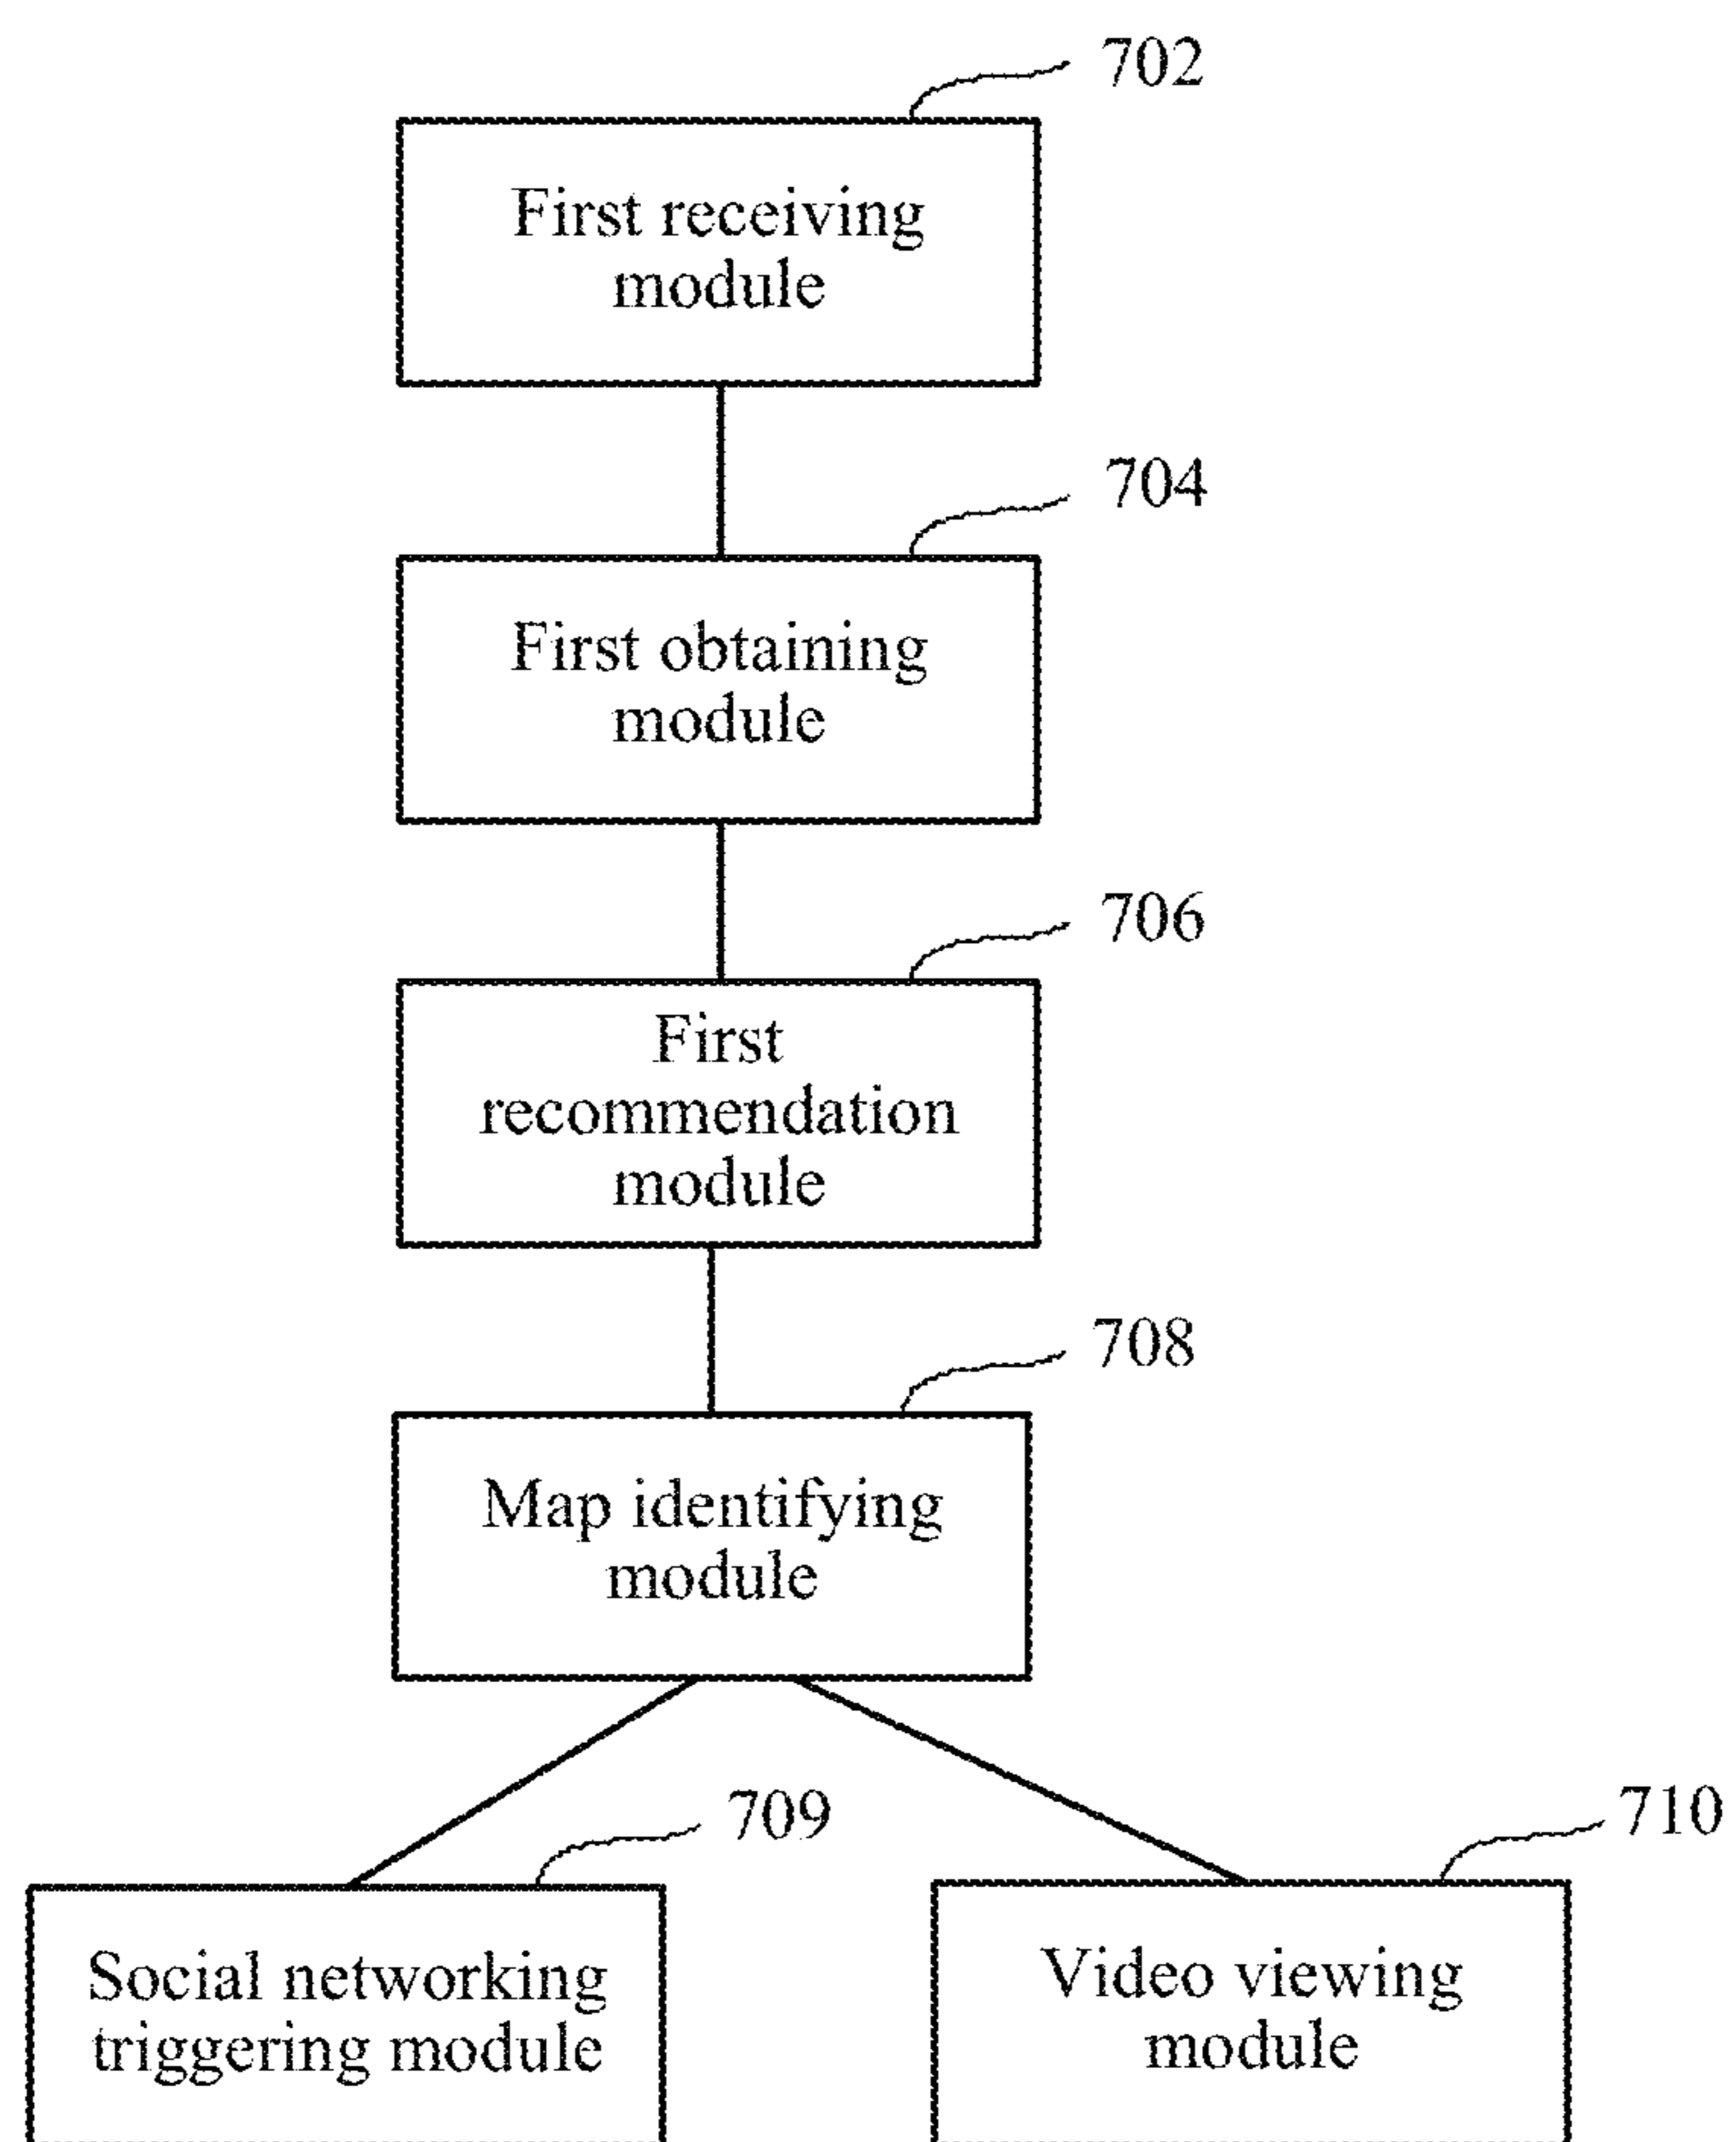 702
First receiving
module
704
First obtaining
module
706
First
recommendation
module
708
Map identifying
module
709
Social networking
triggering module
710
Video viewing
module